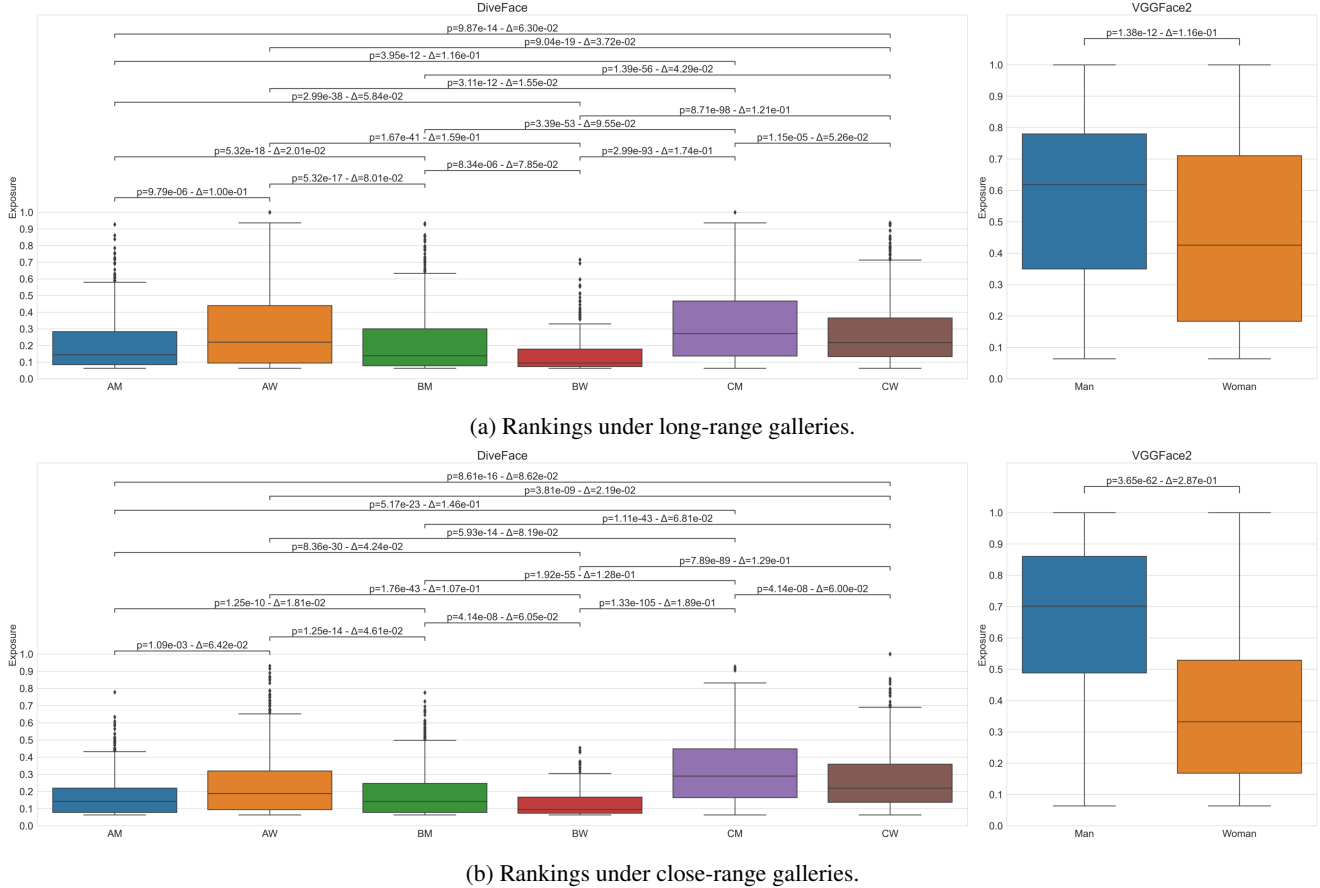 DiveFace
p=9.87e-14 - Δ=6.30e-02
p=9.04e-19 - Δ=3.72e-02
p=3.95e-12 - Δ=1.16e-01
p=1.39e-56 - Δ=4.29e-02
p=3.11e-12 - Δ=1.55e-02
p=2.99e-38 - Δ=5.84e-02
p=8.71e-98 - Δ=1.21e-01
p=3.39e-53 - Δ=9.55e-02
p=1.67e-41 - Δ=1.59e-01
p=1.15e-05 - Δ=5.26e-02
p=5.32e-18 - Δ=2.01e-02
p=2.99e-93 - Δ=1.74e-01
p=8.34e-06 - Δ=7.85e-02
p=5.32e-17 - Δ=8.01e-02
p=9.79e-06 - Δ=1.00e-01
Exposure
1.0
0.9
0.8
0.7
0.6
0.5
0.4
0.3
0.2
0.1
0.0
AM AW BM BW CM CW
VGGFace2
p=1.38e-12 - Δ=1.16e-01
Exposure
1.0
0.9
0.8
0.7
0.6
0.5
0.4
0.3
0.2
0.1
0.0
Man Woman
(a) Rankings under long-range galleries.
DiveFace
p=8.61e-16 - Δ=8.62e-02
p=3.81e-09 - Δ=2.19e-02
p=5.17e-23 - Δ=1.46e-01
p=1.11e-43 - Δ=6.81e-02
p=5.93e-14 - Δ=8.19e-02
p=8.36e-30 - Δ=4.24e-02
p=7.89e-89 - Δ=1.29e-01
p=1.92e-55 - Δ=1.28e-01
p=1.76e-43 - Δ=1.07e-01
p=4.14e-08 - Δ=6.00e-02
p=1.25e-10 - Δ=1.81e-02
p=1.33e-105 - Δ=1.89e-01
p=4.14e-08 - Δ=6.05e-02
p=1.25e-14 - Δ=4.61e-02
p=1.09e-03 - Δ=6.42e-02
Exposure
1.0
0.9
0.8
0.7
0.6
0.5
0.4
0.3
0.2
0.1
0.0
AM AW BM BW CM CW
VGGFace2
p=3.65e-62 - Δ=2.87e-01
Exposure
1.0
0.9
0.8
0.7
0.6
0.5
0.4
0.3
0.2
0.1
0.0
Man Woman
(b) Rankings under close-range galleries.